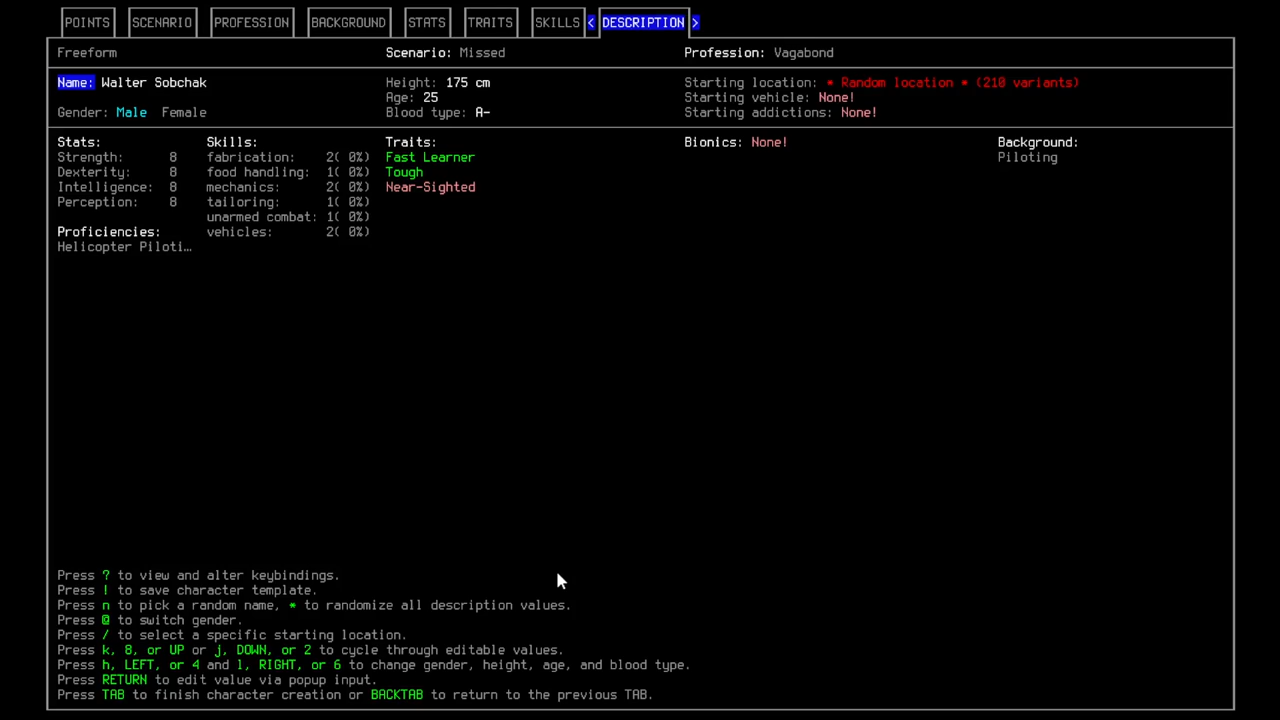 POINTS SCENARIO PROFESSION BACKGROUND STATS TRAITS SKILLS < DESCRIPTION >
Freeform Scenario: Missed Profession: Vagabond
Name: Walter Sobchak Height: 175 cm Starting location: * Random location * (210 variants)
Age: 25 Starting vehicle: None!
Gender: Male Female Blood type: A- Starting addictions: None!
Stats: Skills: Traits: Bionics: None! Background:
Strength: 8 fabrication: 2( 0%) Fast Learner Piloting
Dexterity: 8 food handling: 1( 0%) Tough
Intelligence: 8 mechanics: 2( 0%) Near-Sighted
Perception: 8 tailoring: 1( 0%)
unarmed combat: 1( 0%)
Proficiencies: vehicles: 2( 0%)
Helicopter Piloti…
Press ? to view and alter keybindings.
Press ! to save character template.
Press n to pick a random name, * to randomize all description values.
Press @ to switch gender.
Press / to select a specific starting location.
Press k, 8, or UP or j, DOWN, or 2 to cycle through editable values.
Press h, LEFT, or 4 and l, RIGHT, or 6 to change gender, height, age, and blood type.
Press RETURN to edit value via popup input.
Press TAB to finish character creation or BACKTAB to return to the previous TAB.